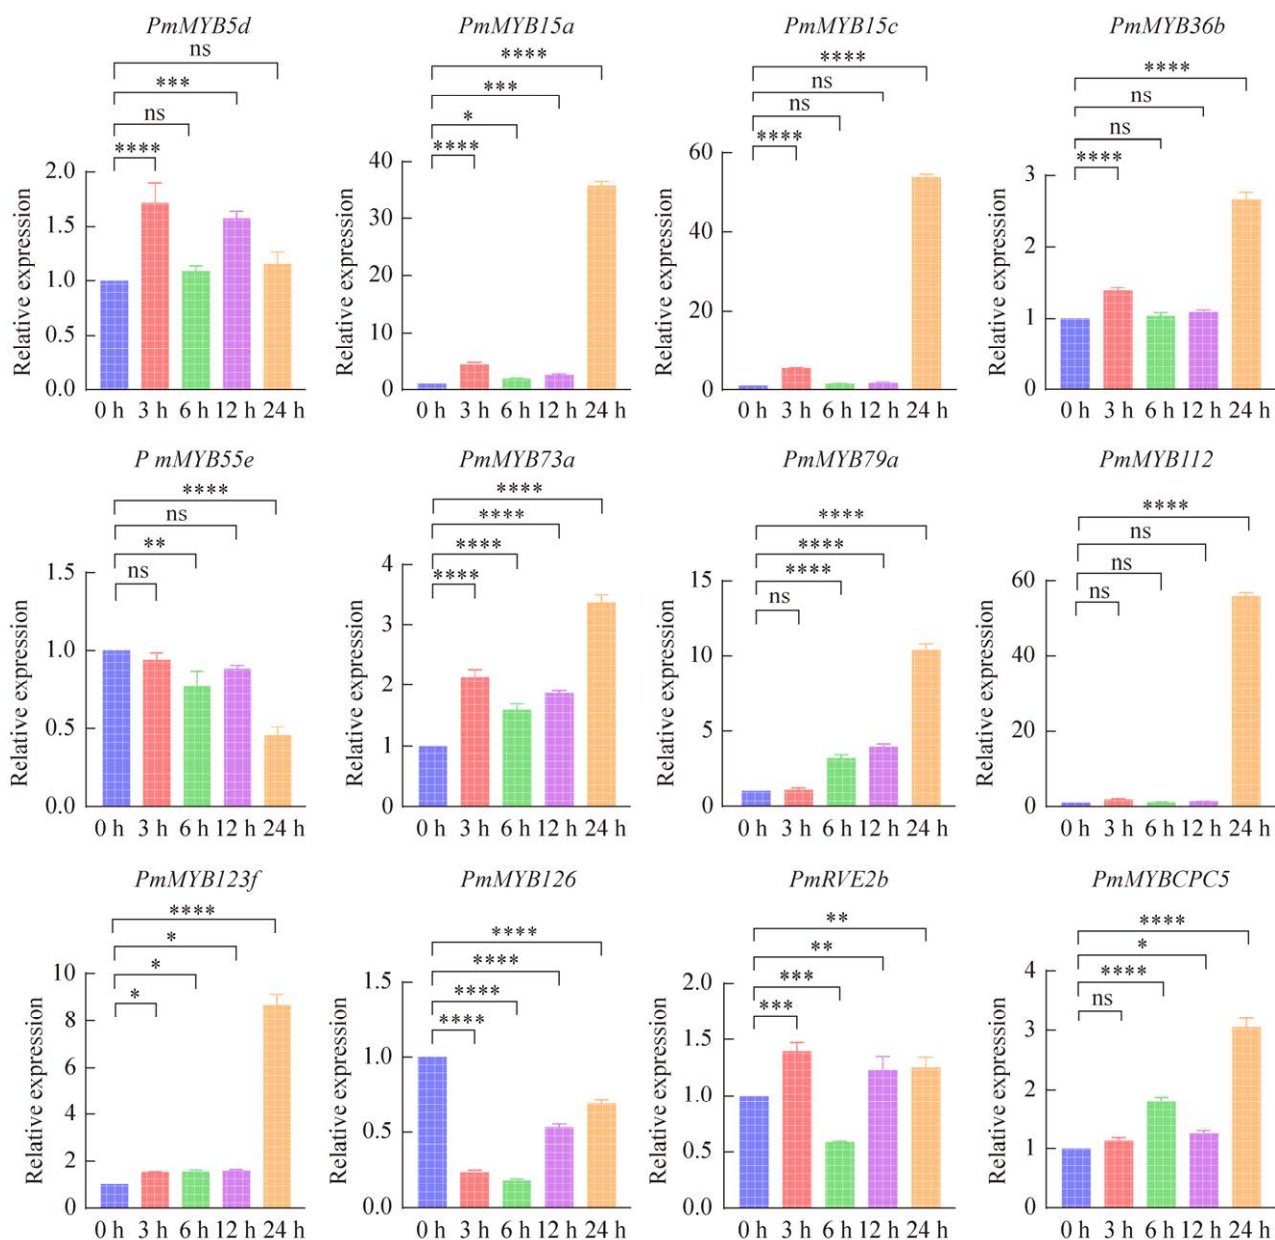 PmMYB5d PmMYB15a PmMYB15c PmMYB36b
ns **** **** ****
*** *** ns ns
ns * ns ns
**** **** **** ****
Relative expression Relative expression Relative expression Relative expression
2.0 40 60 3
1.5 30 40 2
1.0 20 20 1
0.5 10 0 0
0.0 0
0 h 3 h 6 h 12 h 24 h 0 h 3 h 6 h 12 h 24 h 0 h 3 h 6 h 12 h 24 h 0 h 3 h 6 h 12 h 24 h
P mMYB55e PmMYB73a PmMYB79a PmMYB112
**** **** **** ****
ns **** **** ns
** **** **** ns
ns **** ns ns
Relative expression Relative expression Relative expression Relative expression
1.5 4 15 60
1.0 3 10 40
0.5 2 5 20
0.0 1 0 0
0
0 h 3 h 6 h 12 h 24 h 0 h 3 h 6 h 12 h 24 h 0 h 3 h 6 h 12 h 24 h 0 h 3 h 6 h 12 h 24 h
PmMYB123f PmMYB126 PmRVE2b PmMYBCPC5
**** **** ** ****
* **** ** *
* **** *** ****
* **** *** ns
Relative expression Relative expression Relative expression Relative expression
10 1.5 2.0 4
8 1.0 1.5 3
6 0.5 1.0 2
4 0.0 0.5 1
2 0.0 0
0
0 h 3 h 6 h 12 h 24 h 0 h 3 h 6 h 12 h 24 h 0 h 3 h 6 h 12 h 24 h 0 h 3 h 6 h 12 h 24 h